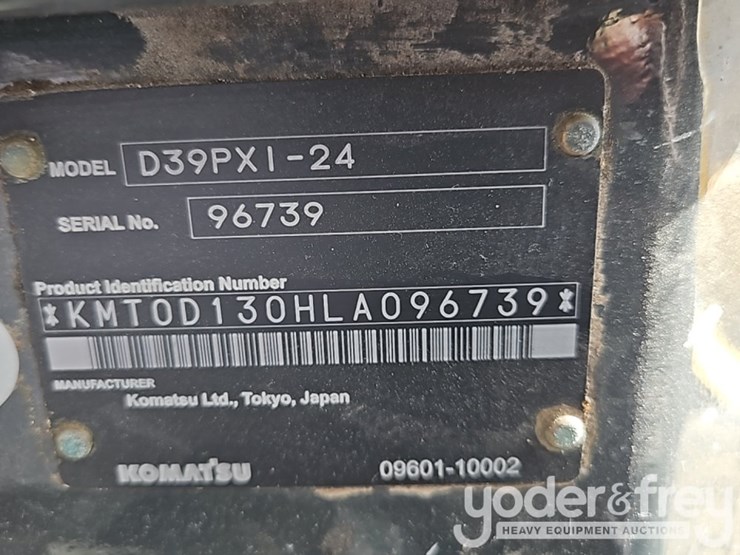 MODEL D39PXI-24
SERIAL No. 96739
Product Identification Number
*KMT0D130HLA096739*
MANUFACTURER
Komatsu Ltd., Tokyo, Japan
KOMATSU 09601-10002
yoder&frey
HEAVY EQUIPMENT AUCTIONS